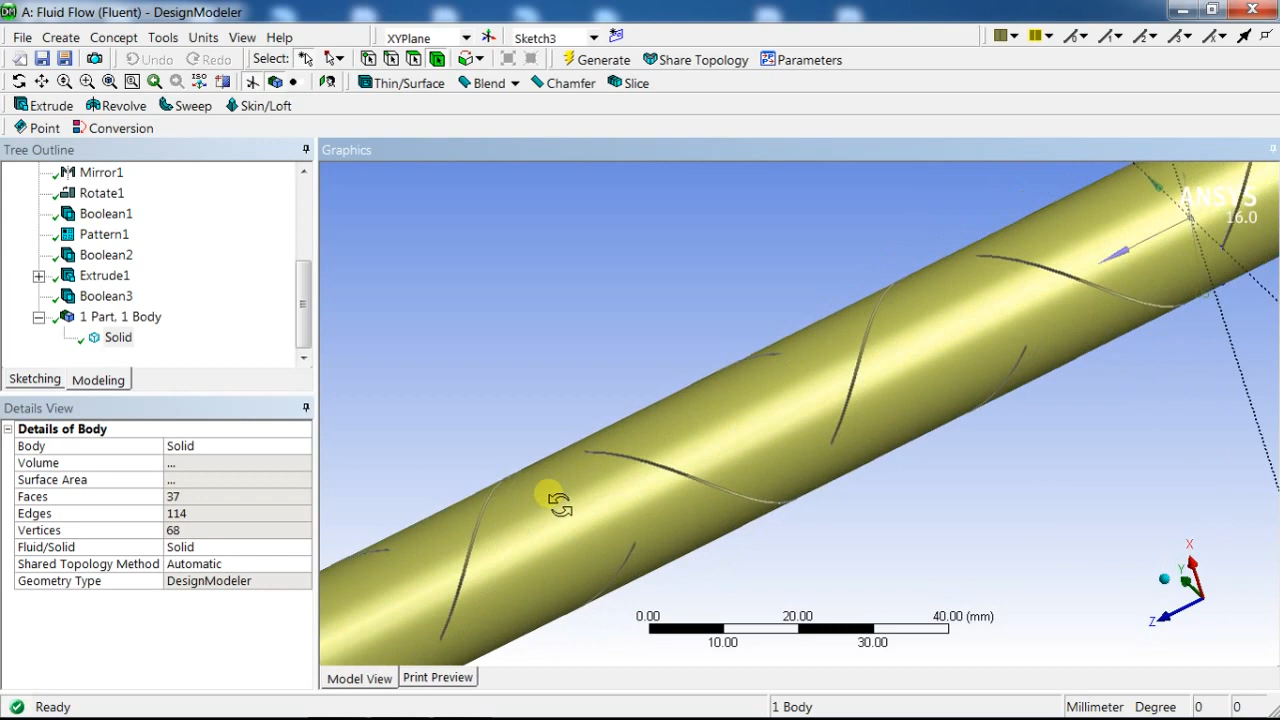 A: Fluid Flow (Fluent) - DesignModeler
File Create Concept Tools Units View Help XYPlane Sketch3
Undo Redo Select: Generate Share Topology Parameters
ISO Thin/Surface Blend Chamfer Slice
Extrude Revolve Sweep Skin/Loft
Point Conversion
Tree Outline
Mirror1
Rotate1
Boolean1
Pattern1
Boolean2
Extrude1
Boolean3
1 Part, 1 Body
Solid
Sketching Modeling
Details View
Details of Body
Body Solid
Volume ...
Surface Area ...
Faces 37
Edges 114
Vertices 68
Fluid/Solid Solid
Shared Topology Method Automatic
Geometry Type DesignModeler
Graphics
ANSYS
16.0
X
Y
Z
0.00 20.00 40.00 (mm)
10.00 30.00
Model View Print Preview
Ready 1 Body Millimeter Degree 0 0